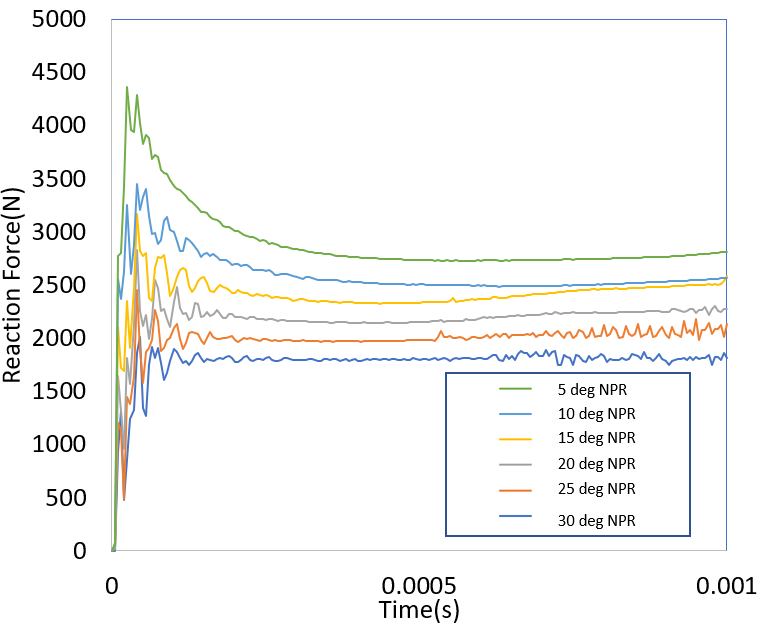 5000
4500
4000
3500
3000
2500
2000
1500
1000
500
0
Reaction Force(N)
5 deg NPR
10 deg NPR
15 deg NPR
20 deg NPR
25 deg NPR
30 deg NPR
0 0.0005 0.001
Time(s)